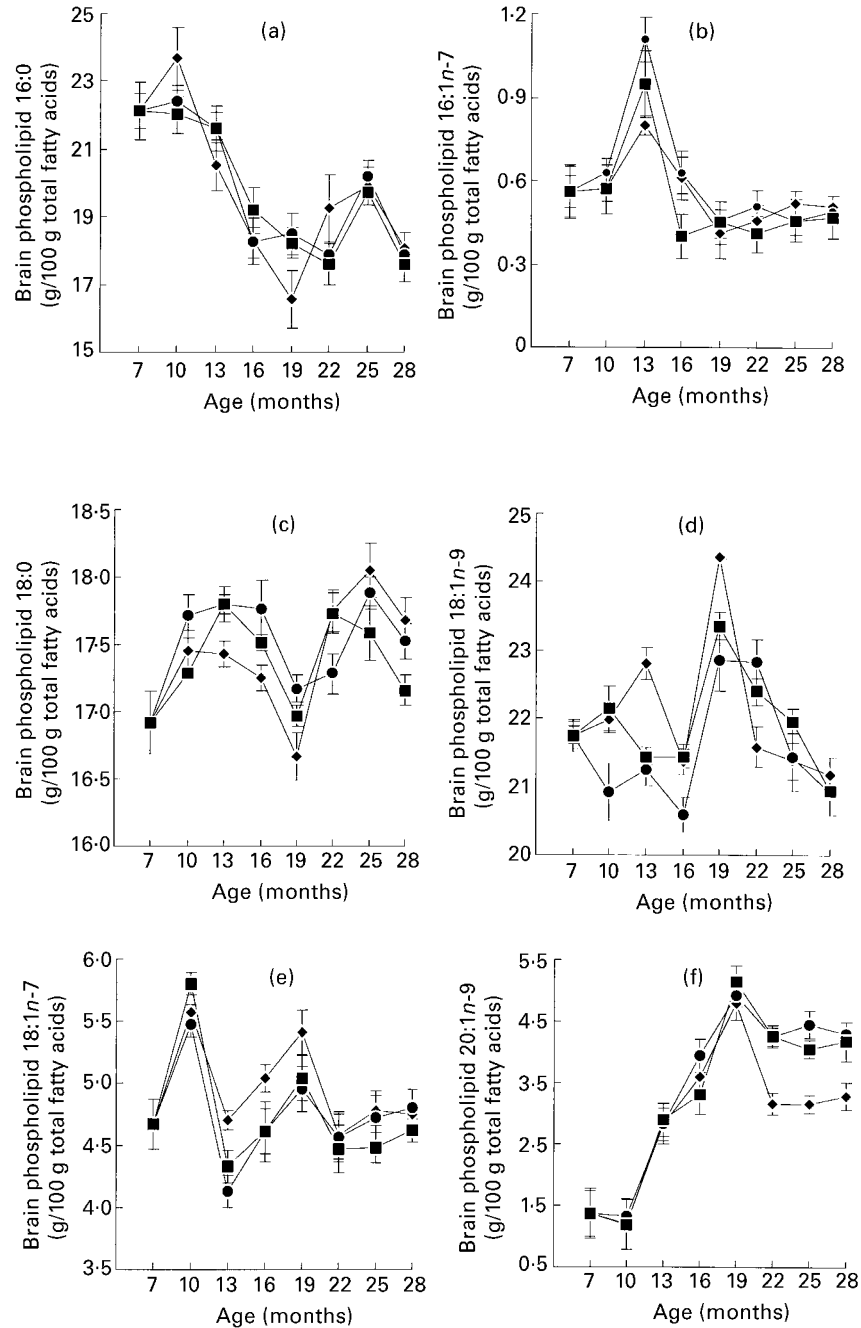 (a)
Brain phospholipid 16:0
(g/100 g total fatty acids)
25
23
22
21
19
18
17
15
7 10 13 16 19 22 25 28
Age (months)
(b)
Brain phospholipid 16:1n-7
(g/100 g total fatty acids)
1·2
0·9
0·6
0·3
0
7 10 13 16 19 22 25 28
Age (months)
(c)
Brain phospholipid 18:0
(g/100 g total fatty acids)
18·5
18·0
17·5
17·0
16·5
16·0
7 10 13 16 19 22 25 28
Age (months)
(d)
Brain phospholipid 18:1n-9
(g/100 g total fatty acids)
25
24
23
22
21
20
7 10 13 16 19 22 25 28
Age (months)
(e)
Brain phospholipid 18:1n-7
(g/100 g total fatty acids)
6·0
5·5
5·0
4·5
4·0
3·5
7 10 13 16 19 22 25 28
Age (months)
(f)
Brain phospholipid 20:1n-9
(g/100 g total fatty acids)
5·5
4·5
3·5
2·5
1·5
0·5
7 10 13 16 19 22 25 28
Age (months)